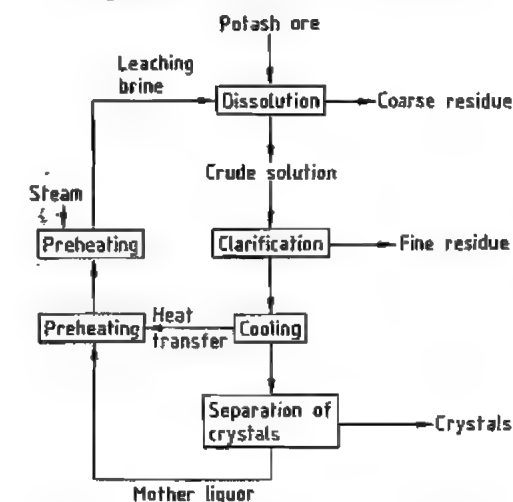 Potash ore
Leaching
brine
Dissolution
Coarse residue
Crude solution
Steam
Preheating
Clarification
Fine residue
Preheating
Heat
transfer
Cooling
Separation of
crystals
Crystals
Mother liquor